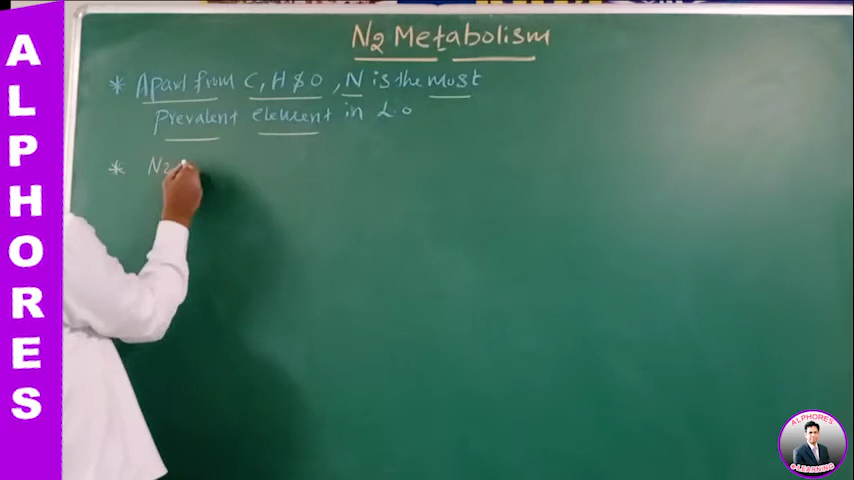 ALPHORES
N2 Metabolism
* Apart from C, H & O, N is the most
prevalent element in L.O
* N2
ALPHORES
e-LEARNING